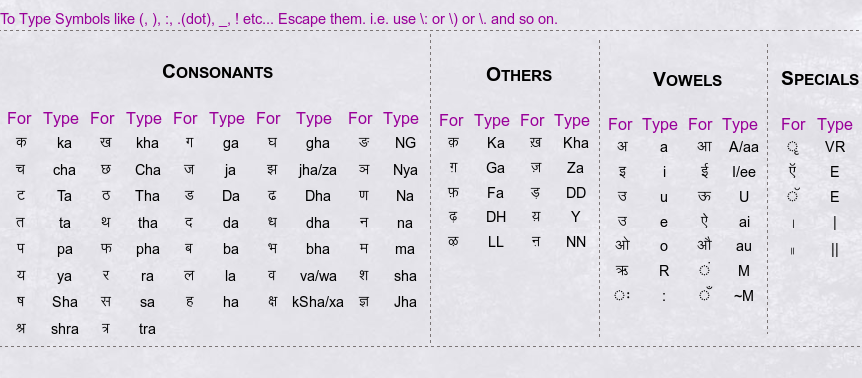 To Type Symbols like (, ), :, .(dot), _, ! etc... Escape them. i.e. use \: or \) or \. and so on.
CONSONANTS
For Type For Type For Type For Type For Type
क ka ख kha ग ga घ gha ङ NG
च cha छ Cha ज ja झ jha/za ञ Nya
ट Ta ठ Tha ड Da ढ Dha ण Na
त ta थ tha द da ध dha न na
प pa फ pha ब ba भ bha म ma
य ya र ra ल la व va/wa श sha
ष Sha स sa ह ha क्ष kSha/xa ज्ञ Jha
श्र shra त्र tra
OTHERS
For Type For Type
क़ Ka ख़ Kha
ग़ Ga ज़ Za
फ़ Fa ड़ DD
ढ़ DH य़ Y
ळ LL ऩ NN
VOWELS
For Type For Type
अ a आ A/aa
इ i ई I/ee
उ u ऊ U
उ e ऐ ai
ओ o औ au
ऋ R ं M
ः : ँ ~M
SPECIALS
For Type
ृ VR
ऍ E
ॅ E
। |
॥ ||